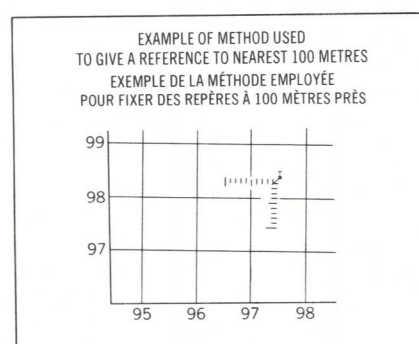 EXAMPLE OF METHOD USED
TO GIVE A REFERENCE TO NEAREST 100 METRES
EXEMPLE DE LA MÉTHODE EMPLOYÉE
POUR FIXER DES REPÈRES À 100 MÈTRES PRÈS
99
98
97
95 96 97 98